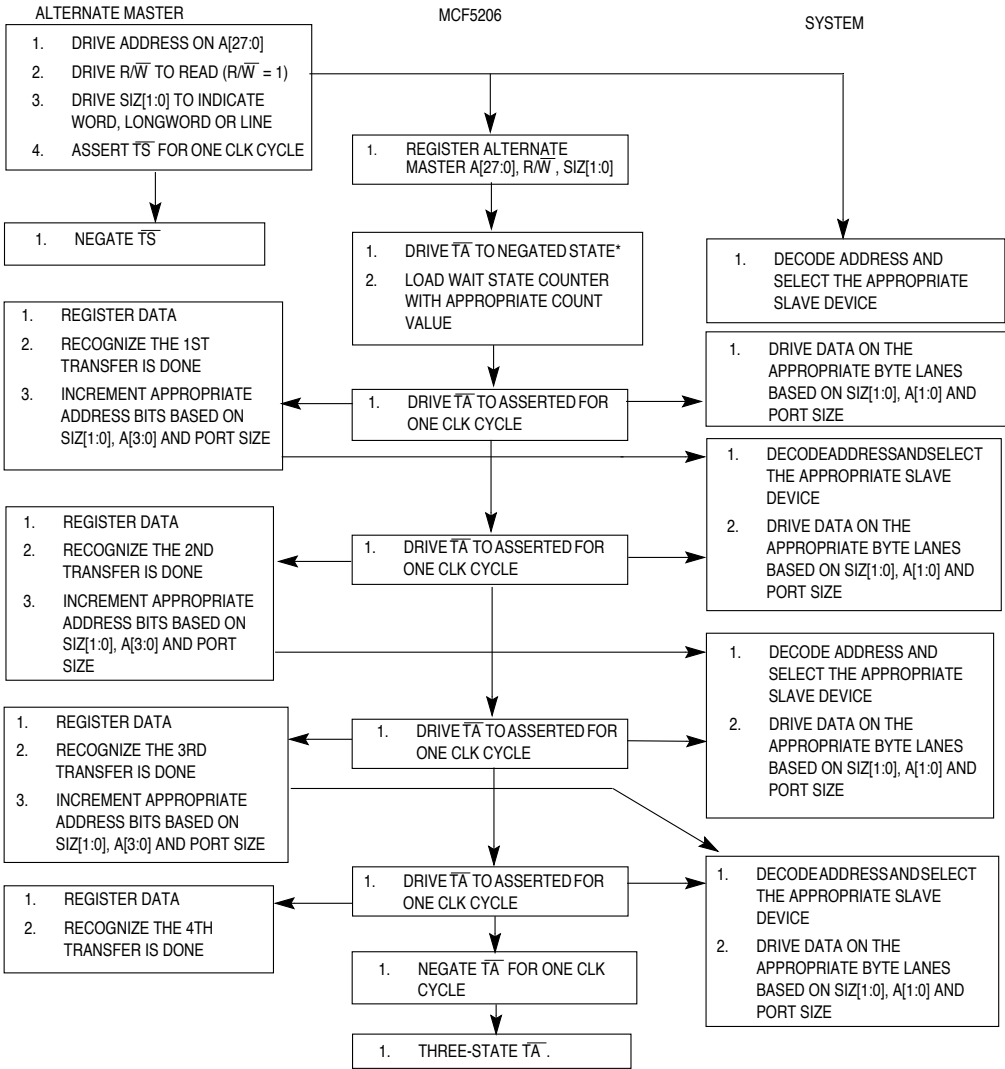 ALTERNATE MASTER
MCF5206
SYSTEM
1. DRIVE ADDRESS ON A[27:0]
2. DRIVE R/W̅ TO READ (R/W̅ = 1)
3. DRIVE SIZ[1:0] TO INDICATE
WORD, LONGWORD OR LINE
4. ASSERT T̅S̅ FOR ONE CLK CYCLE
1. REGISTER ALTERNATE
MASTER A[27:0], R/W̅ , SIZ[1:0]
1. NEGATE T̅S̅
1. DRIVE T̅A̅ TO NEGATED STATE*
2. LOAD WAIT STATE COUNTER
WITH APPROPRIATE COUNT
VALUE
1. DECODE ADDRESS AND
SELECT THE APPROPRIATE
SLAVE DEVICE
1. REGISTER DATA
2. RECOGNIZE THE 1ST
TRANSFER IS DONE
3. INCREMENT APPROPRIATE
ADDRESS BITS BASED ON
SIZ[1:0], A[3:0] AND PORT SIZE
1. DRIVE T̅A̅ TO ASSERTED FOR
ONE CLK CYCLE
1. DRIVE DATA ON THE
APPROPRIATE BYTE LANES
BASED ON SIZ[1:0], A[1:0] AND
PORT SIZE
1. DECODEADDRESSANDSELECT
THE APPROPRIATE SLAVE
DEVICE
2. DRIVE DATA ON THE
APPROPRIATE BYTE LANES
BASED ON SIZ[1:0], A[1:0] AND
PORT SIZE
1. REGISTER DATA
2. RECOGNIZE THE 2ND
TRANSFER IS DONE
3. INCREMENT APPROPRIATE
ADDRESS BITS BASED ON
SIZ[1:0], A[3:0] AND PORT
SIZE
1. DRIVE T̅A̅ TO ASSERTED FOR
ONE CLK CYCLE
1. DECODE ADDRESS AND
SELECT THE APPROPRIATE
SLAVE DEVICE
2. DRIVE DATA ON THE
APPROPRIATE BYTE LANES
BASED ON SIZ[1:0], A[1:0] AND
PORT SIZE
1. REGISTER DATA
2. RECOGNIZE THE 3RD
TRANSFER IS DONE
3. INCREMENT APPROPRIATE
ADDRESS BITS BASED ON
SIZ[1:0], A[3:0] AND PORT SIZE
1. DRIVE T̅A̅ TO ASSERTED FOR
ONE CLK CYCLE
1. DECODEADDRESSANDSELECT
THE APPROPRIATE SLAVE
DEVICE
2. DRIVE DATA ON THE
APPROPRIATE BYTE LANES
BASED ON SIZ[1:0], A[1:0] AND
PORT SIZE
1. REGISTER DATA
2. RECOGNIZE THE 4TH
TRANSFER IS DONE
1. DRIVE T̅A̅ TO ASSERTED FOR
ONE CLK CYCLE
1. NEGATE T̅A̅ FOR ONE CLK
CYCLE
1. THREE-STATE T̅A̅ .